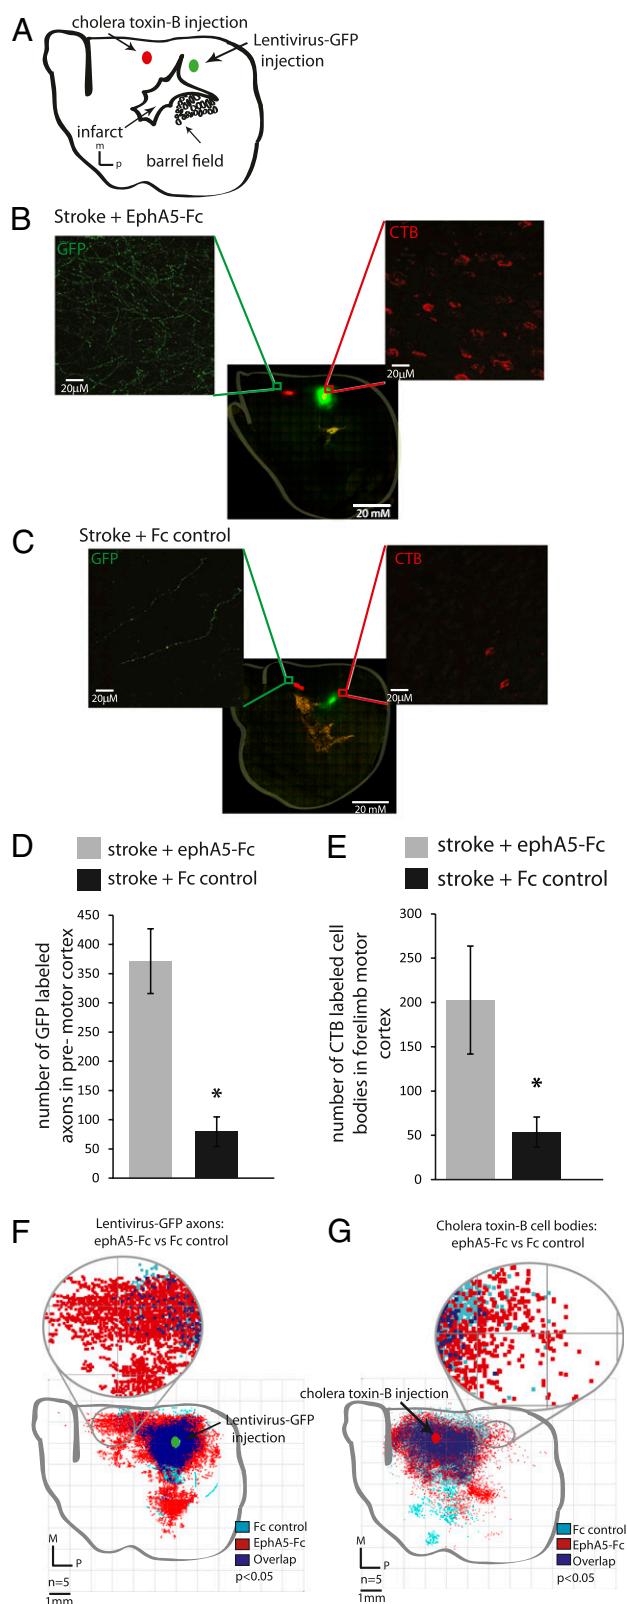 A
cholera toxin-B injection
Lentivirus-GFP
injection
infarct
m
p
barrel field
B
Stroke + EphA5-Fc
GFP
20μM
CTB
20μM
20 mM
C
Stroke + Fc control
GFP
20μM
CTB
20μM
20 mM
D
stroke + ephA5-Fc
stroke + Fc control
number of GFP labeled
axons in pre- motor cortex
450
400
350
300
250
200
150
100
50
0
*
E
stroke + ephA5-Fc
stroke + Fc control
number of CTB labeled cell
bodies in forelimb motor
cortex
300
250
200
150
100
50
0
*
F
Lentivirus-GFP axons:
ephA5-Fc vs Fc control
Lentivirus-GFP
injection
M
P
n=5
1mm
Fc control
EphA5-Fc
Overlap
p<0.05
G
Cholera toxin-B cell bodies:
ephA5-Fc vs Fc control
cholera toxin-B injection
M
P
n=5
1mm
Fc control
EphA5-Fc
Overlap
p<0.05